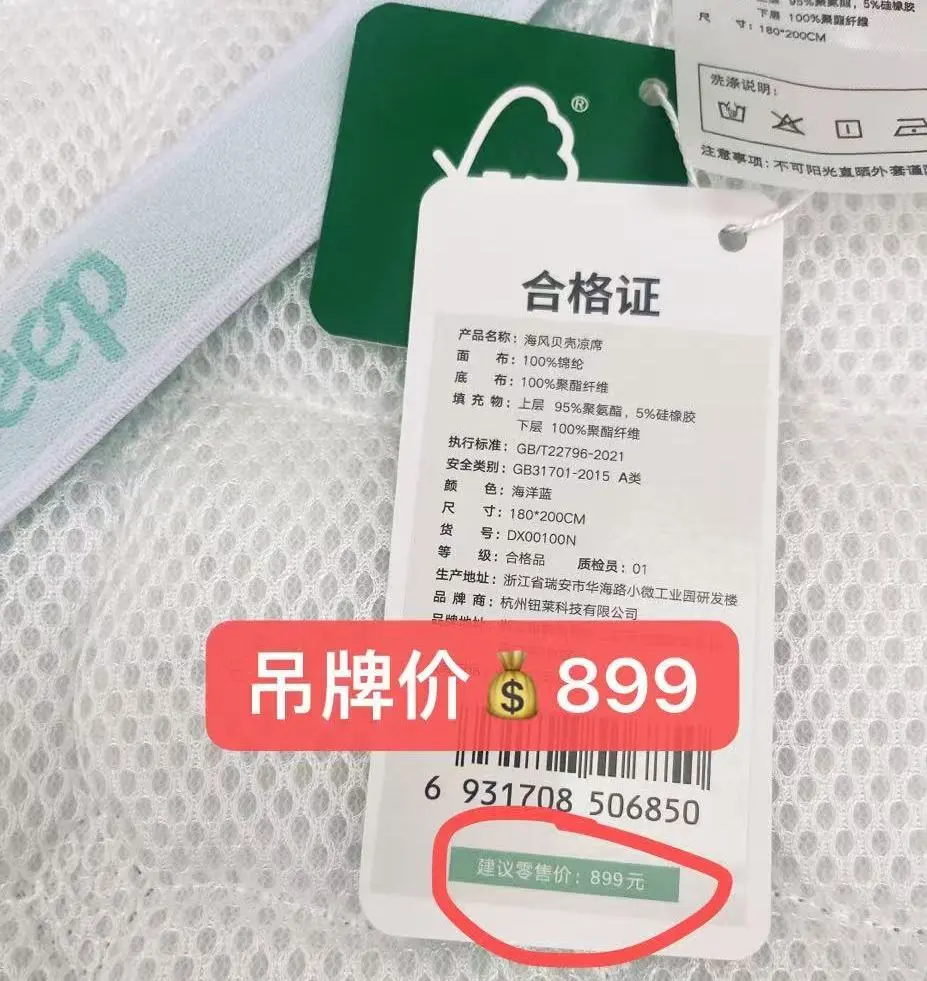 95%聚氨酯，5%硅橡胶
下层 100%聚酯纤维
尺 寸：180*200CM
洗涤说明：
注意事项：不可阳光直晒外套通
®
eep
合格证
产品名称：海风贝壳凉席
面 布：100%锦纶
底 布：100%聚酯纤维
填 充 物：上层 95%聚氨酯，5%硅橡胶
下层 100%聚酯纤维
执行标准：GB/T22796-2021
安全类别：GB31701-2015 A类
颜 色：海洋蓝
尺 寸：180*200CM
货 号：DX00100N
等 级：合格品 质检员：01
生产地址：浙江省瑞安市华海路小微工业园研发楼
品 牌 商：杭州钮莱科技有限公司
吊牌价💰899
6 931708 506850
建议零售价：899元